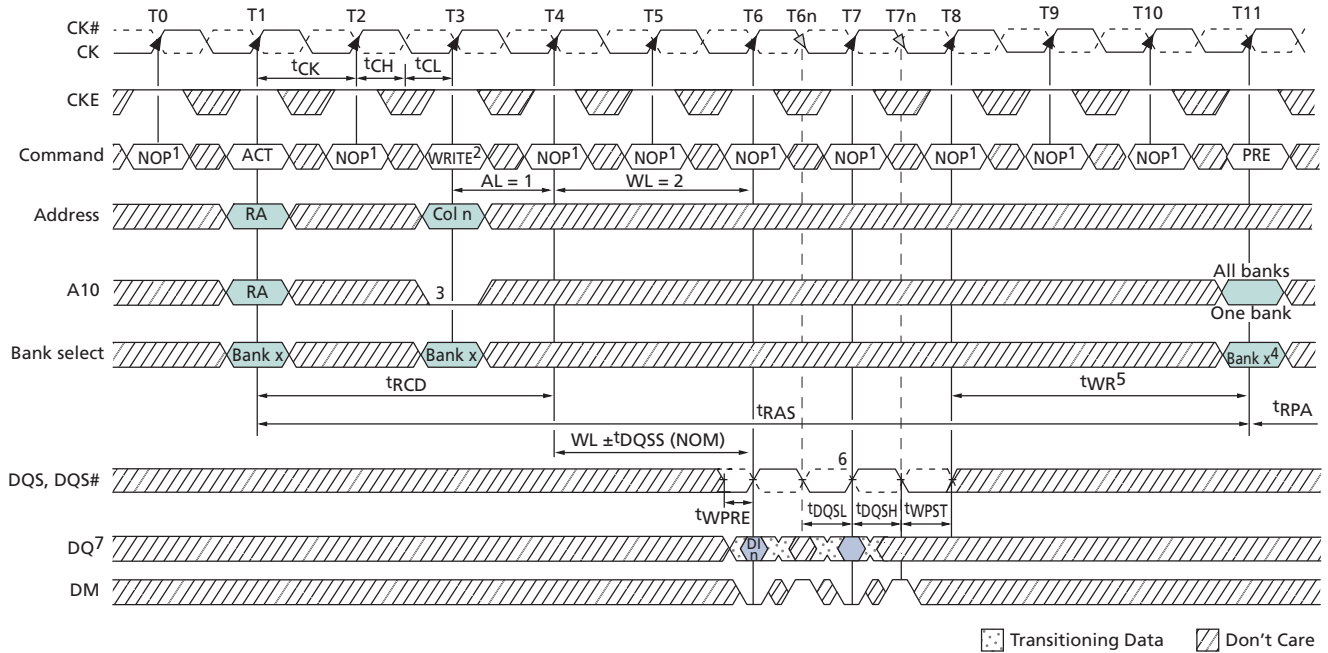 T0 T1 T2 T3 T4 T5 T6 T6n T7 T7n T8 T9 T10 T11
CK#
CK
tCK tCH tCL
CKE
Command NOP1 ACT NOP1 WRITE2 NOP1 NOP1 NOP1 NOP1 NOP1 NOP1 NOP1 PRE
AL = 1 WL = 2
Address RA Col n
All banks
A10 RA 3
One bank
Bank select Bank x Bank x Bank x4
tRCD tWR5
tRAS tRPA
WL ±tDQSS (NOM)
6
DQS, DQS#
tWPRE tDQSL tDQSH tWPST
DQ7 DI
n
DM
Transitioning Data Don't Care